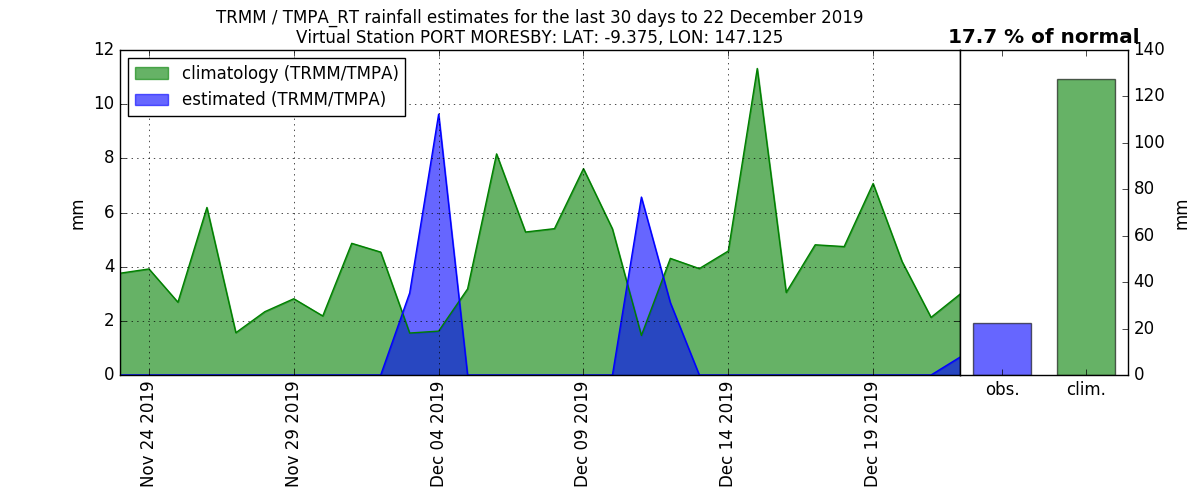 TRMM / TMPA_RT rainfall estimates for the last 30 days to 22 December 2019
Virtual Station PORT MORESBY: LAT: -9.375, LON: 147.125
17.7 % of normal
climatology (TRMM/TMPA)
estimated (TRMM/TMPA)
12
10
8
6
4
2
0
mm
Nov 24 2019
Nov 29 2019
Dec 04 2019
Dec 09 2019
Dec 14 2019
Dec 19 2019
obs.
clim.
140
120
100
80
60
40
20
0
mm